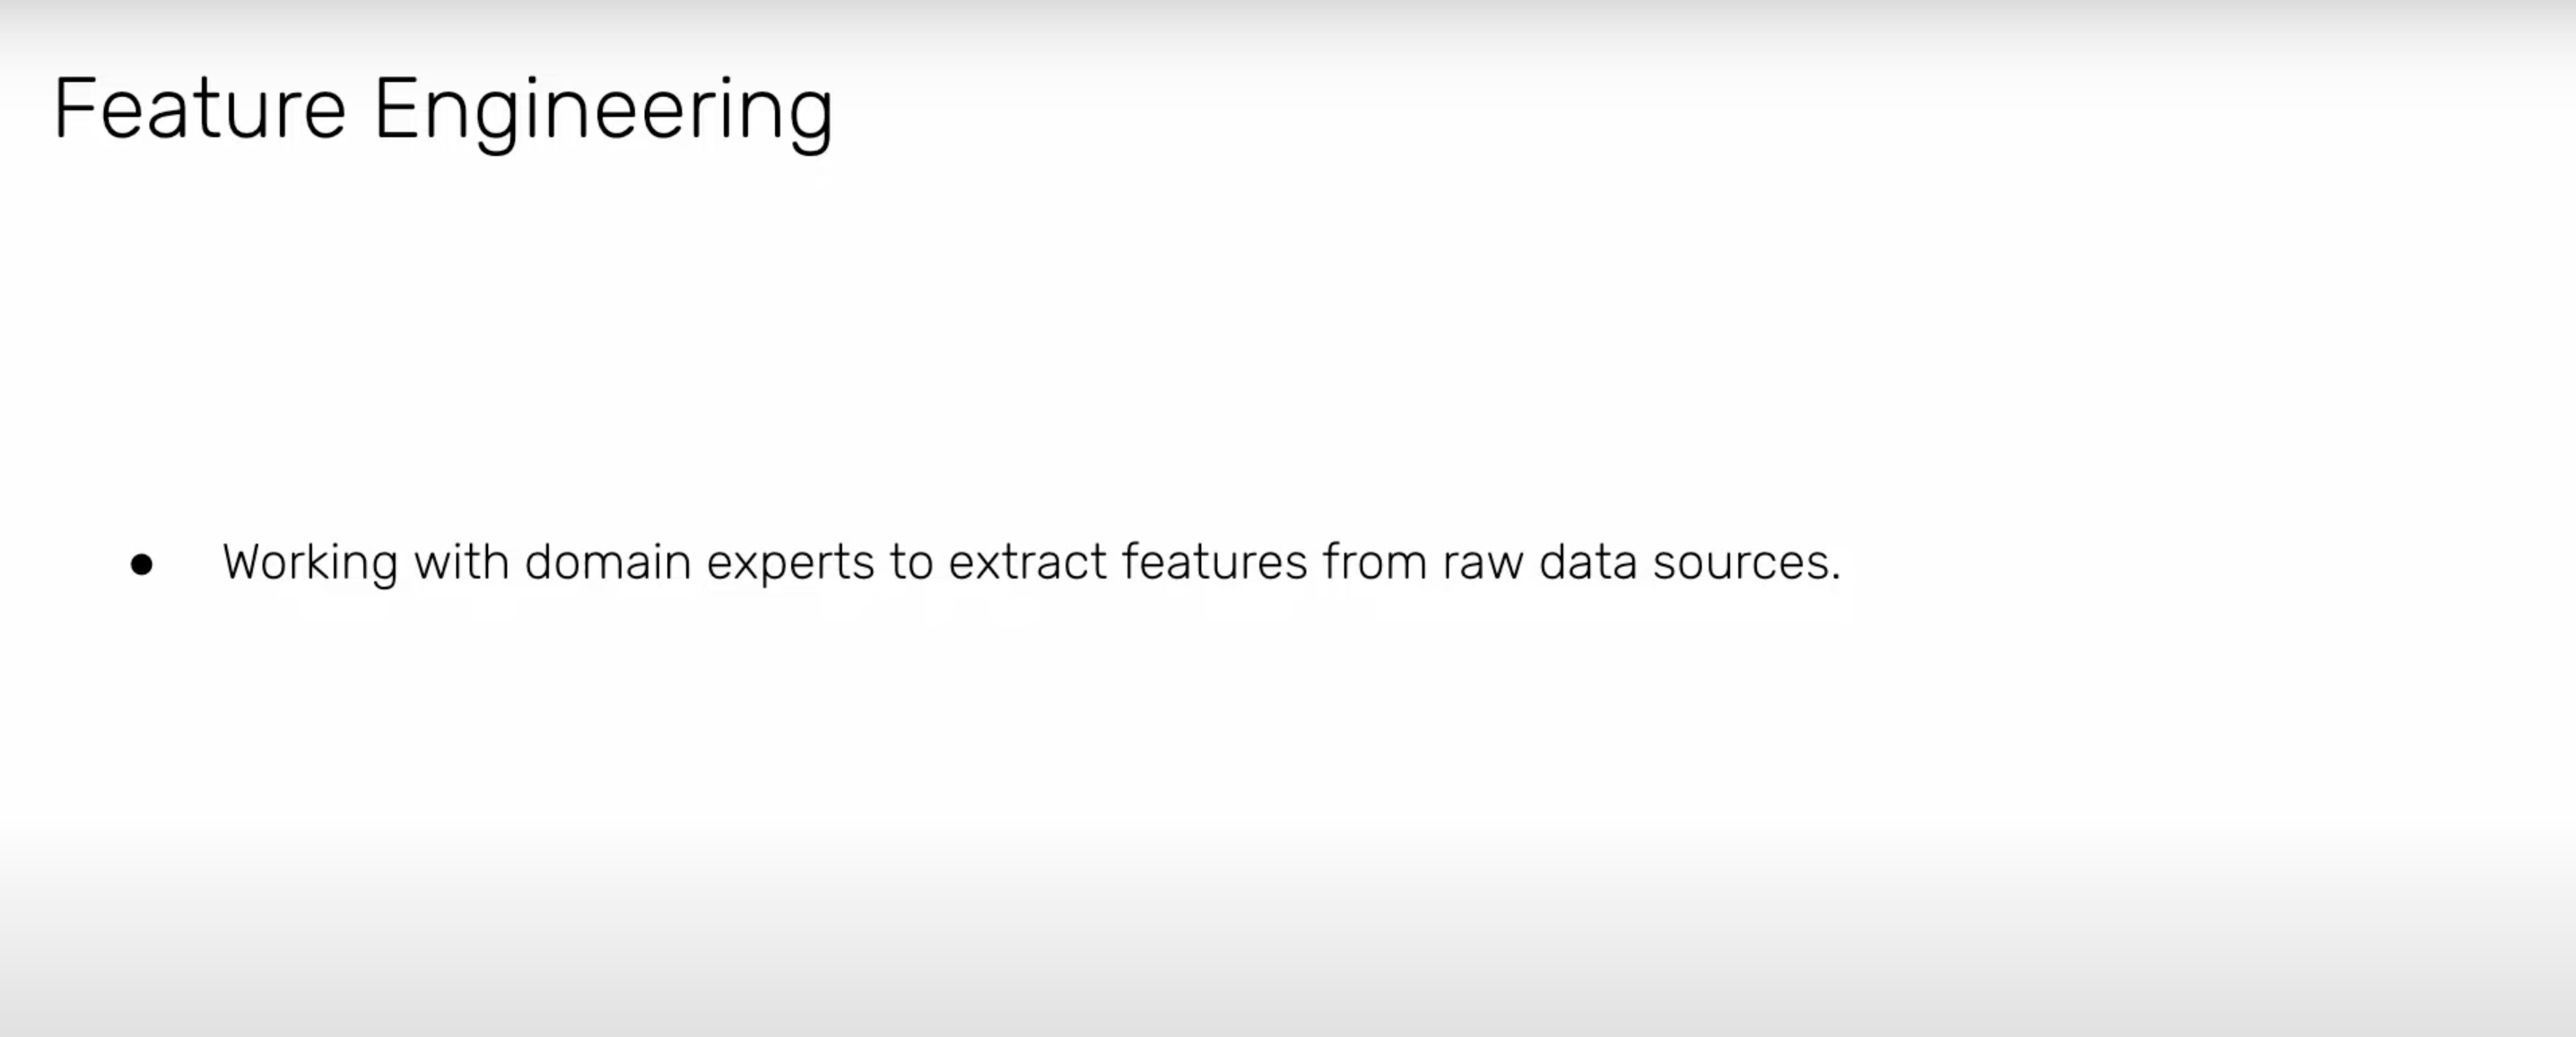 Feature Engineering
● Working with domain experts to extract features from raw data sources.